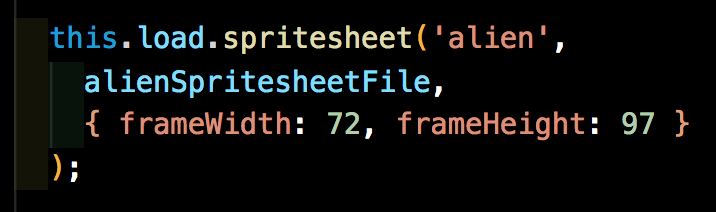 this.load.spritesheet('alien',
alienSpritesheetFile,
{ frameWidth: 72, frameHeight: 97 }
);